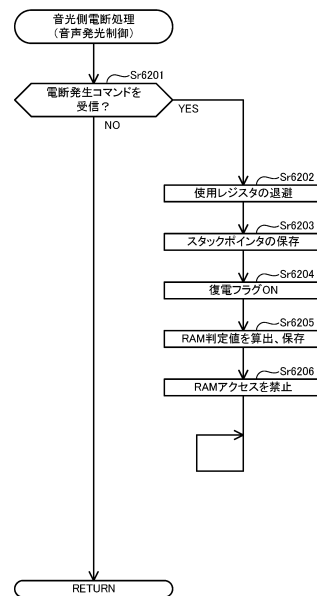 音光側電断処理
（音声発光制御）
Sr6201
電断発生コマンドを
受信？
YES
NO
Sr6202
使用レジスタの退避
Sr6203
スタックポインタの保存
Sr6204
復電フラグON
Sr6205
RAM判定値を算出、保存
Sr6206
RAMアクセスを禁止
RETURN